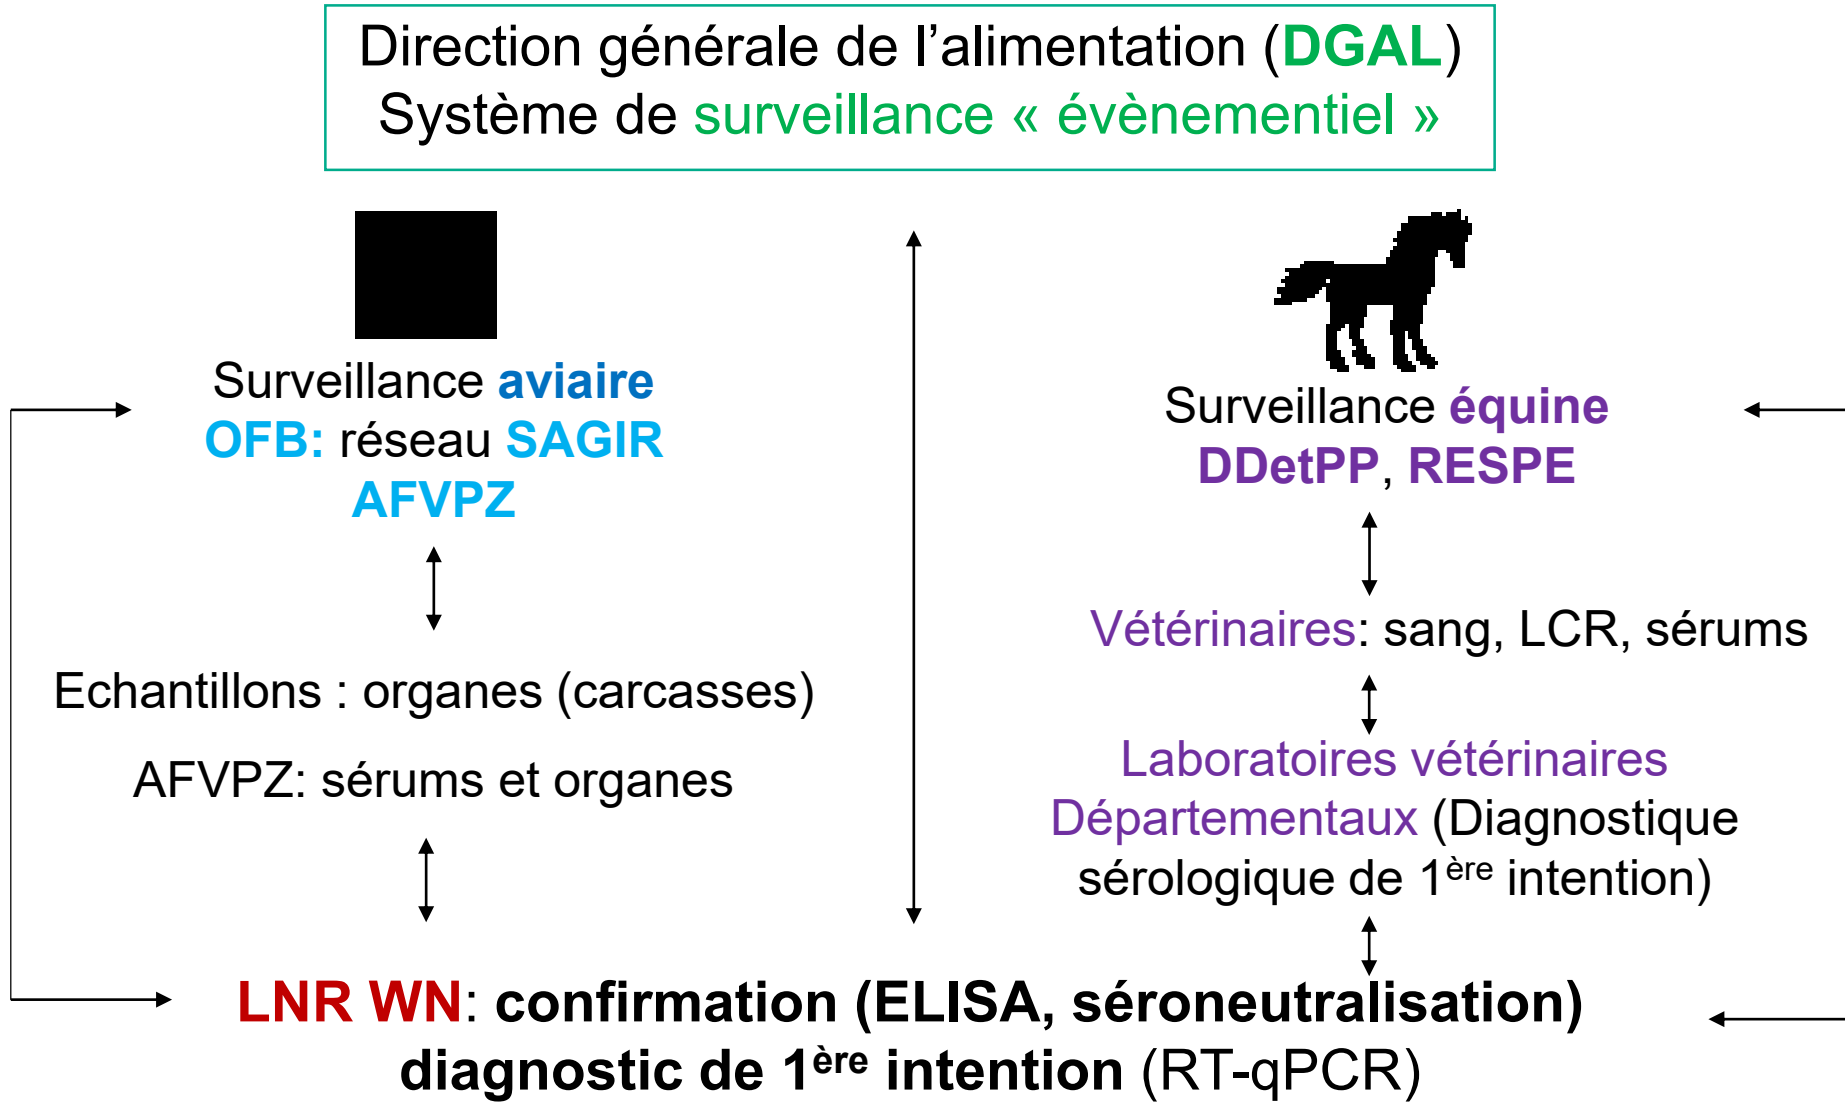 Direction générale de l’alimentation (DGAL)
Système de surveillance « évènementiel »
Surveillance aviaire
OFB: réseau SAGIR
AFVPZ
Echantillons : organes (carcasses)
AFVPZ: sérums et organes
Surveillance équine
DDetPP, RESPE
Vétérinaires: sang, LCR, sérums
Laboratoires vétérinaires
Départementaux (Diagnostique
sérologique de 1ère intention)
LNR WN: confirmation (ELISA, séroneutralisation)
diagnostic de 1ère intention (RT-qPCR)